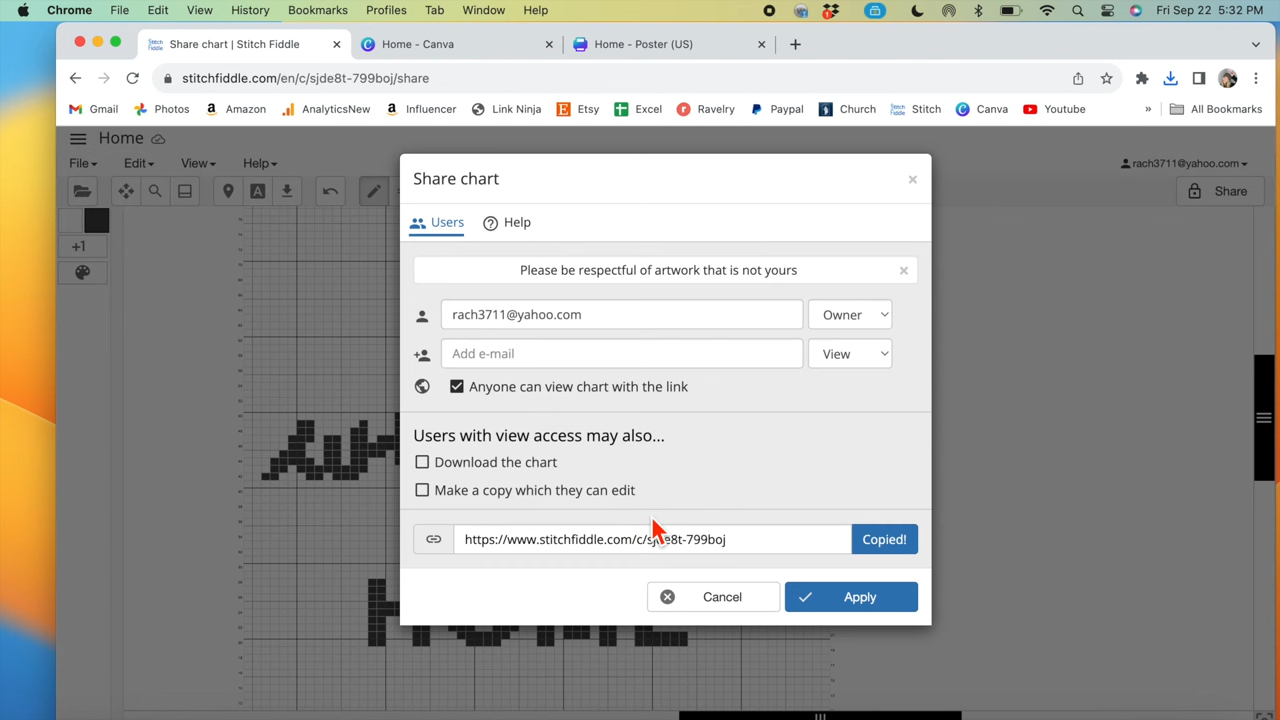 Chrome File Edit View History Bookmarks Profiles Tab Window Help Fri Sep 22 5:32 PM
Share chart | Stitch Fiddle Home - Canva Home - Poster (US)
stitchfiddle.com/en/c/sjde8t-799boj/share
Gmail Photos Amazon AnalyticsNew Influencer Link Ninja Etsy Excel Ravelry Paypal Church Stitch Canva Youtube » All Bookmarks
Home
File Edit View Help rach3711@yahoo.com
Share
+1
Share chart
Users Help
Please be respectful of artwork that is not yours
rach3711@yahoo.com Owner
Add e-mail View
Anyone can view chart with the link
Users with view access may also...
Download the chart
Make a copy which they can edit
https://www.stitchfiddle.com/c/sjde8t-799boj Copied!
Cancel Apply
HOME